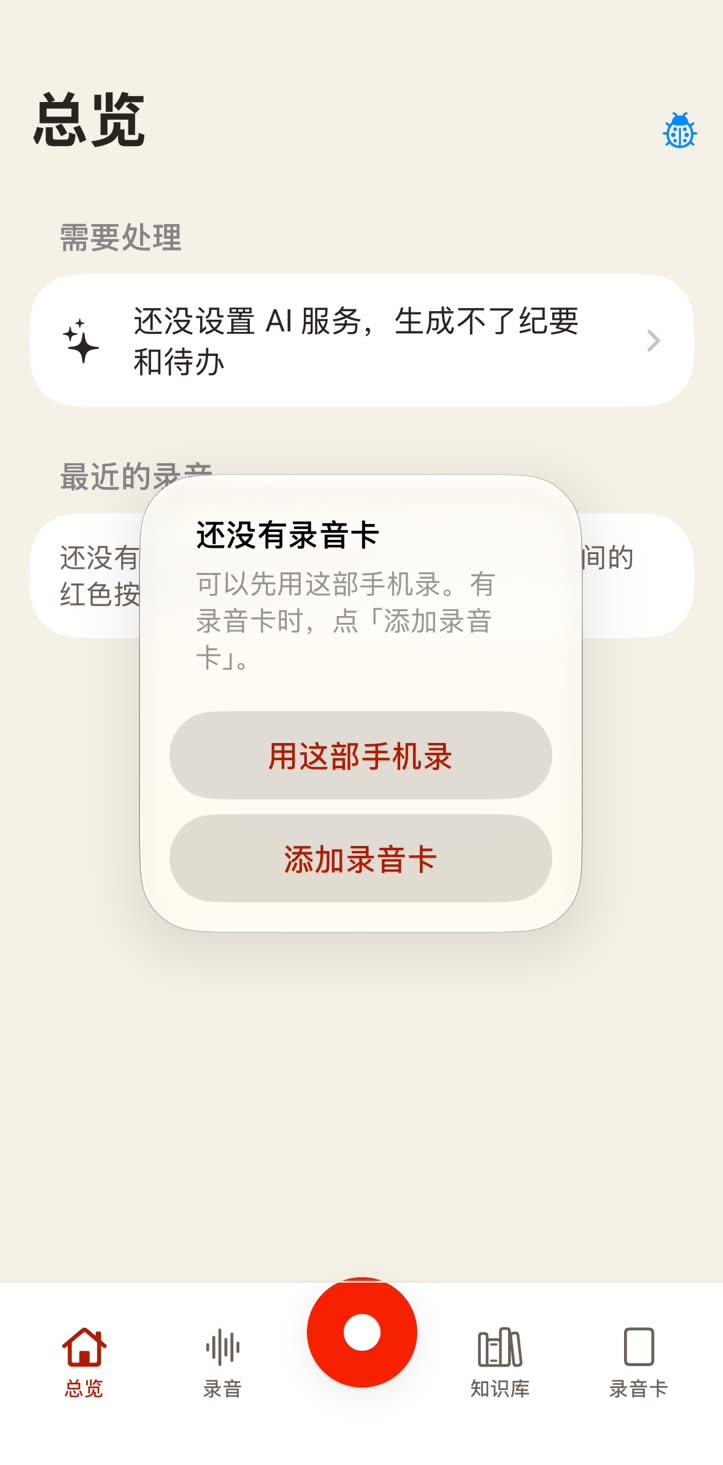 总览
需要处理
还没设置 AI 服务，生成不了纪要
和待办
最近的录音
还没有
间的
红色按
还没有录音卡
可以先用这部手机录。有
录音卡时，点「添加录音
卡」。
用这部手机录
添加录音卡
总览
录音
知识库
录音卡